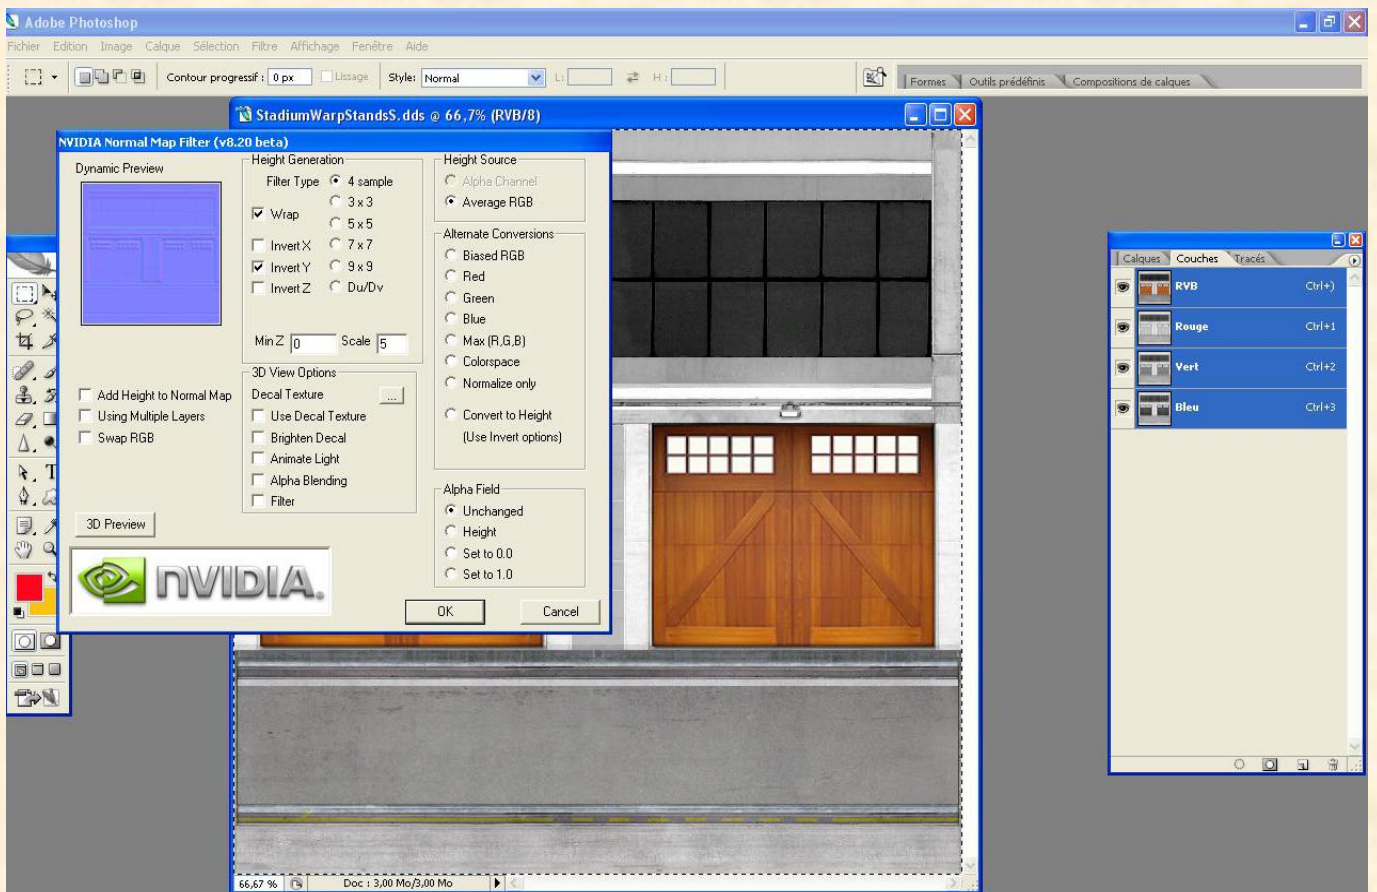 Adobe Photoshop
Fichier Edition Image Calque Sélection Filtre Affichage Fenêtre Aide
Contour progressif : 0 px Lissage Style: Normal L: H: Formes Outils prédéfinis Compositions de calques
StadiumWarpStandsS.dds @ 66,7% (RVB/8)
NVIDIA Normal Map Filter (v8.20 beta)
Dynamic Preview
Height Generation
Filter Type 4 sample
3 x 3
Wrap
5 x 5
Invert X 7 x 7
Invert Y 9 x 9
Invert Z Du/Dv
Min Z 0 Scale 5
Height Source
Alpha Channel
Average RGB
Alternate Conversions
Biased RGB
Red
Green
Blue
Max (R,G,B)
Colorspace
Normalize only
Convert to Height
(Use Invert options)
Add Height to Normal Map
Using Multiple Layers
Swap RGB
3D View Options
Decal Texture ...
Use Decal Texture
Brighten Decal
Animate Light
Alpha Blending
Filter
Alpha Field
Unchanged
Height
Set to 0.0
Set to 1.0
3D Preview
NVIDIA.
OK Cancel
Calques Couches Tracés
RVB Ctrl+)
Rouge Ctrl+1
Vert Ctrl+2
Bleu Ctrl+3
T
66,67 % Doc : 3,00 Mo/3,00 Mo